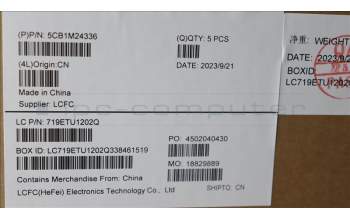 (P)P/N: 5CB1M24336
(Q)QTY: 5 PCS
净重: WEIGHT
(4L)Origin:CN
DATE: 2023/9/21
DATE: 2023/9/2
Made in China
BOXID
Supplier: LCFC
LC719ETU1202
LC P/N: 719ETU1202Q
PO: 4502040430
BOX ID: LC719ETU1202Q338461519
MO: 18829889
Contains Merchandise From: China
LCFC(HeFei) Electronics Technology Co., Ltd
SHIPTO: CN